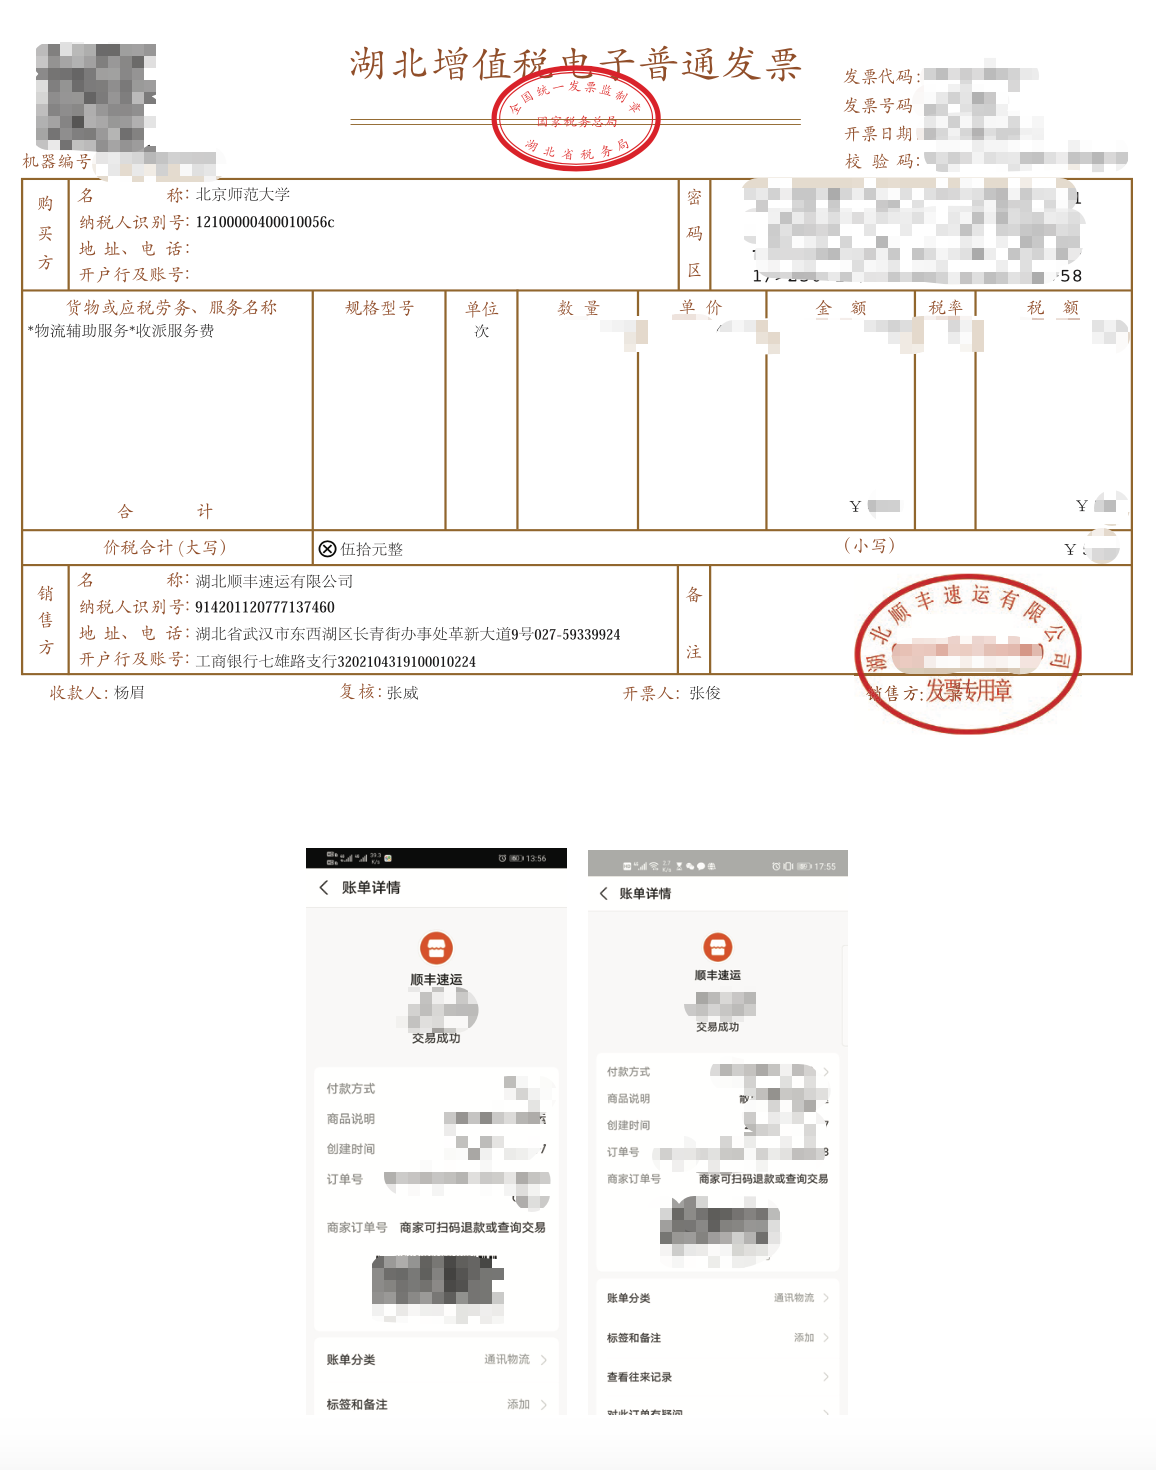 湖北增值税电子普通发票
全国统一发票监制章
国家税务总局
湖北省税务局
发票代码:
发票号码
开票日期
校 验 码:
机器编号
购买方
名 称: 北京师范大学
纳税人识别号: 12100000400010056c
地 址、电 话:
开户行及账号:
密码区
货物或应税劳务、服务名称 规格型号 单位 数 量 单 价 金 额 税率 税 额
*物流辅助服务*收派服务费 次
合 计 ¥ ¥
价税合计 (大写) ⊗ 伍拾元整 (小写) ¥
销售方
名 称: 湖北顺丰速运有限公司
纳税人识别号: 914201120777137460
地 址、电 话: 湖北省武汉市东西湖区长青街办事处革新大道9号027-59339924
开户行及账号: 工商银行七雄路支行3202104319100010224
备注
湖北顺丰速运有限公司
发票专用章
收款人: 杨眉 复核: 张威 开票人: 张俊 销售方:
13:56
账单详情
顺丰速运
交易成功
付款方式
商品说明
创建时间
订单号
商家订单号 商家可扫码退款或查询交易
账单分类 通讯物流
标签和备注 添加
17:55
账单详情
顺丰速运
交易成功
付款方式
商品说明
创建时间
订单号
商家订单号 商家可扫码退款或查询交易
账单分类 通讯物流
标签和备注 添加
查看往来记录
对此订单有疑问